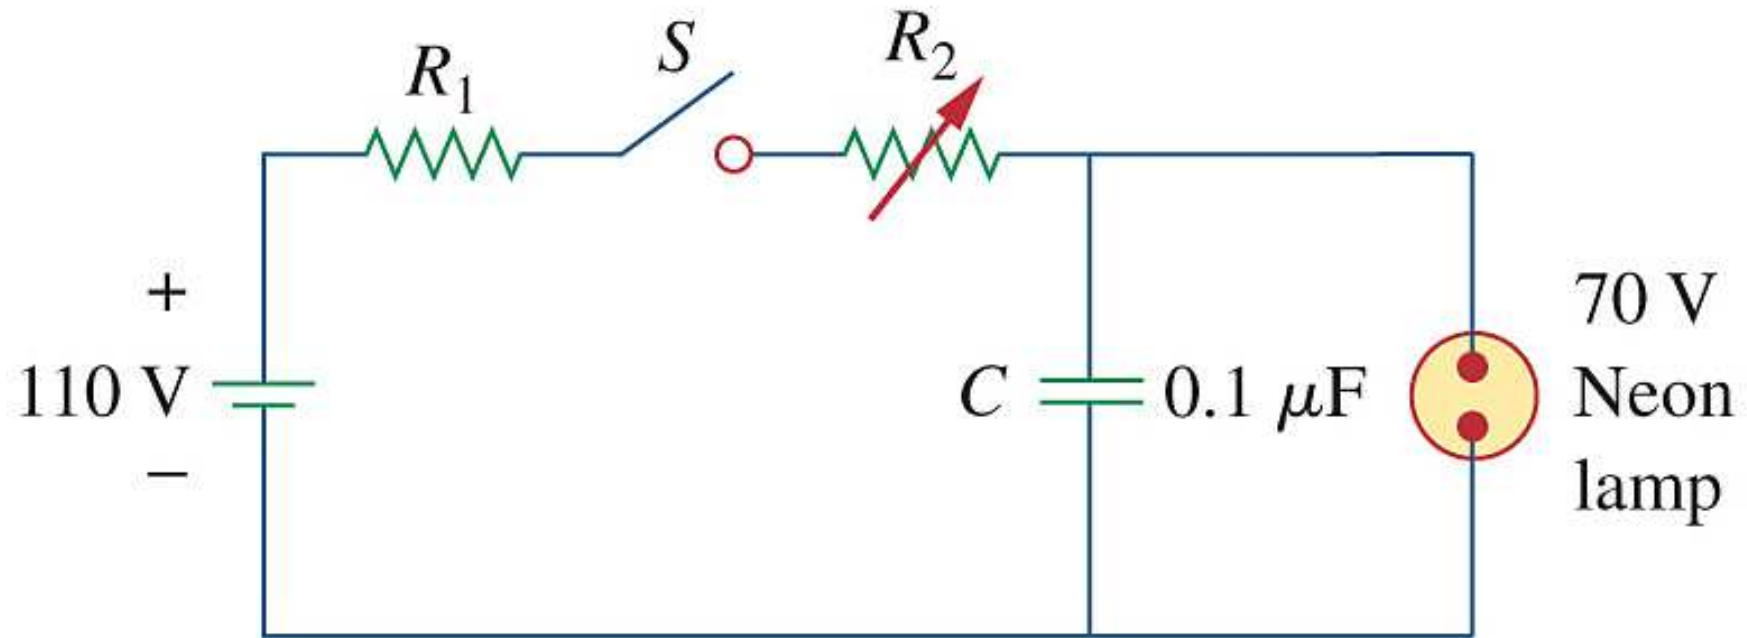 R₁
S
R₂
+
110 V
−
C
0.1 μF
70 V
Neon
lamp